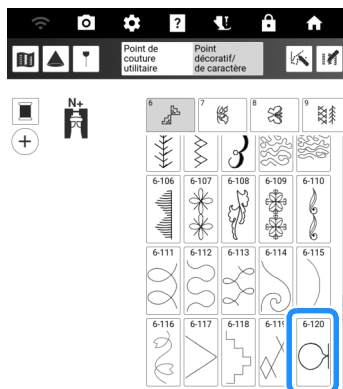 ?
Point de
couture
utilitaire
Point
décoratif/
de caractère
N+
6
7
8
9
6-106
6-107
6-108
6-109
6-110
6-111
6-112
6-113
6-114
6-115
6-116
6-117
6-118
6-119
6-120